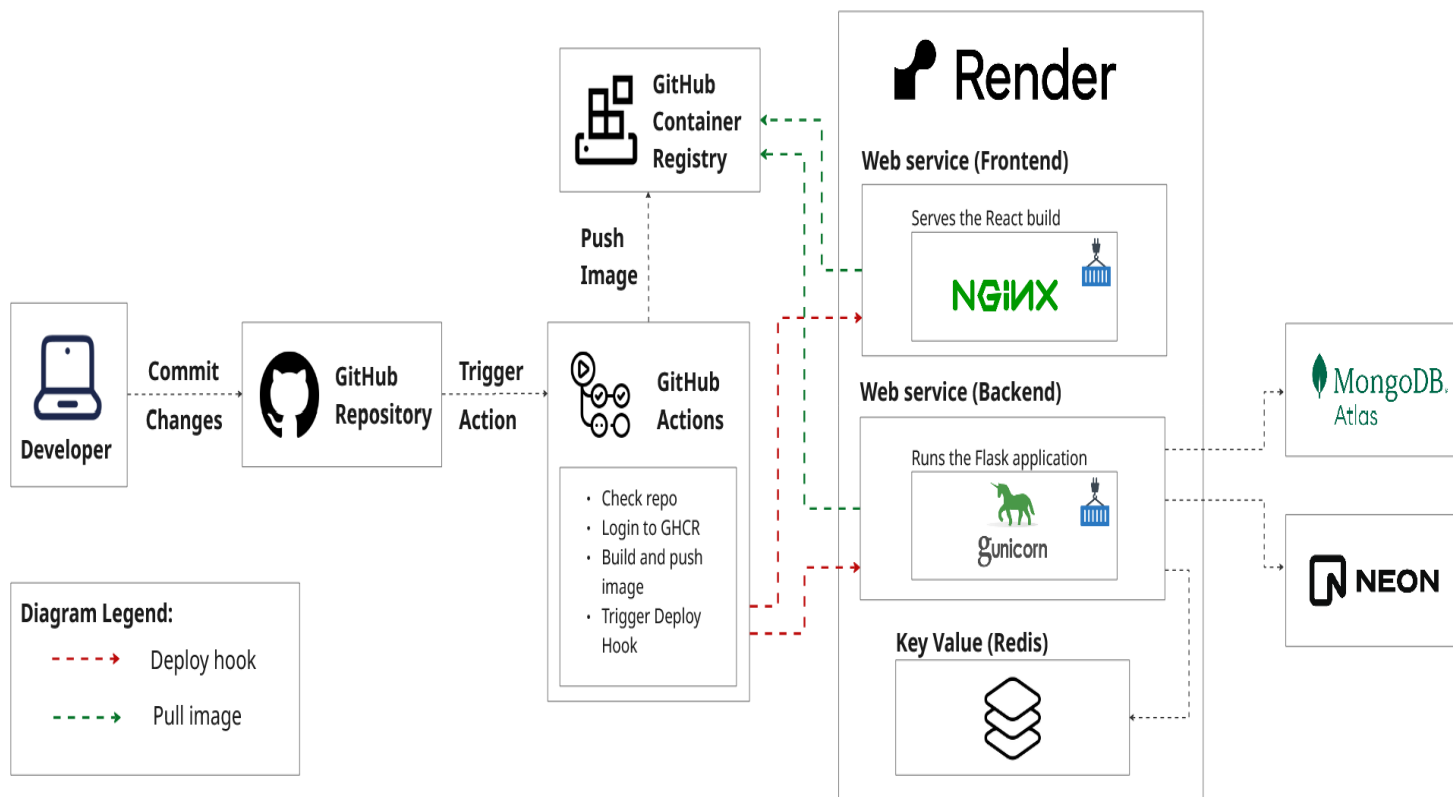 GitHub
Container
Registry
Render
Web service (Frontend)
Serves the React build
NGiNX
Push
Image
Developer
Commit
Changes
GitHub
Repository
Trigger
Action
GitHub
Actions
• Check repo
• Login to GHCR
• Build and push
image
• Trigger Deploy
Hook
Web service (Backend)
Runs the Flask application
gunicorn
Key Value (Redis)
MongoDB.
Atlas
NEON
Diagram Legend:
Deploy hook
Pull image